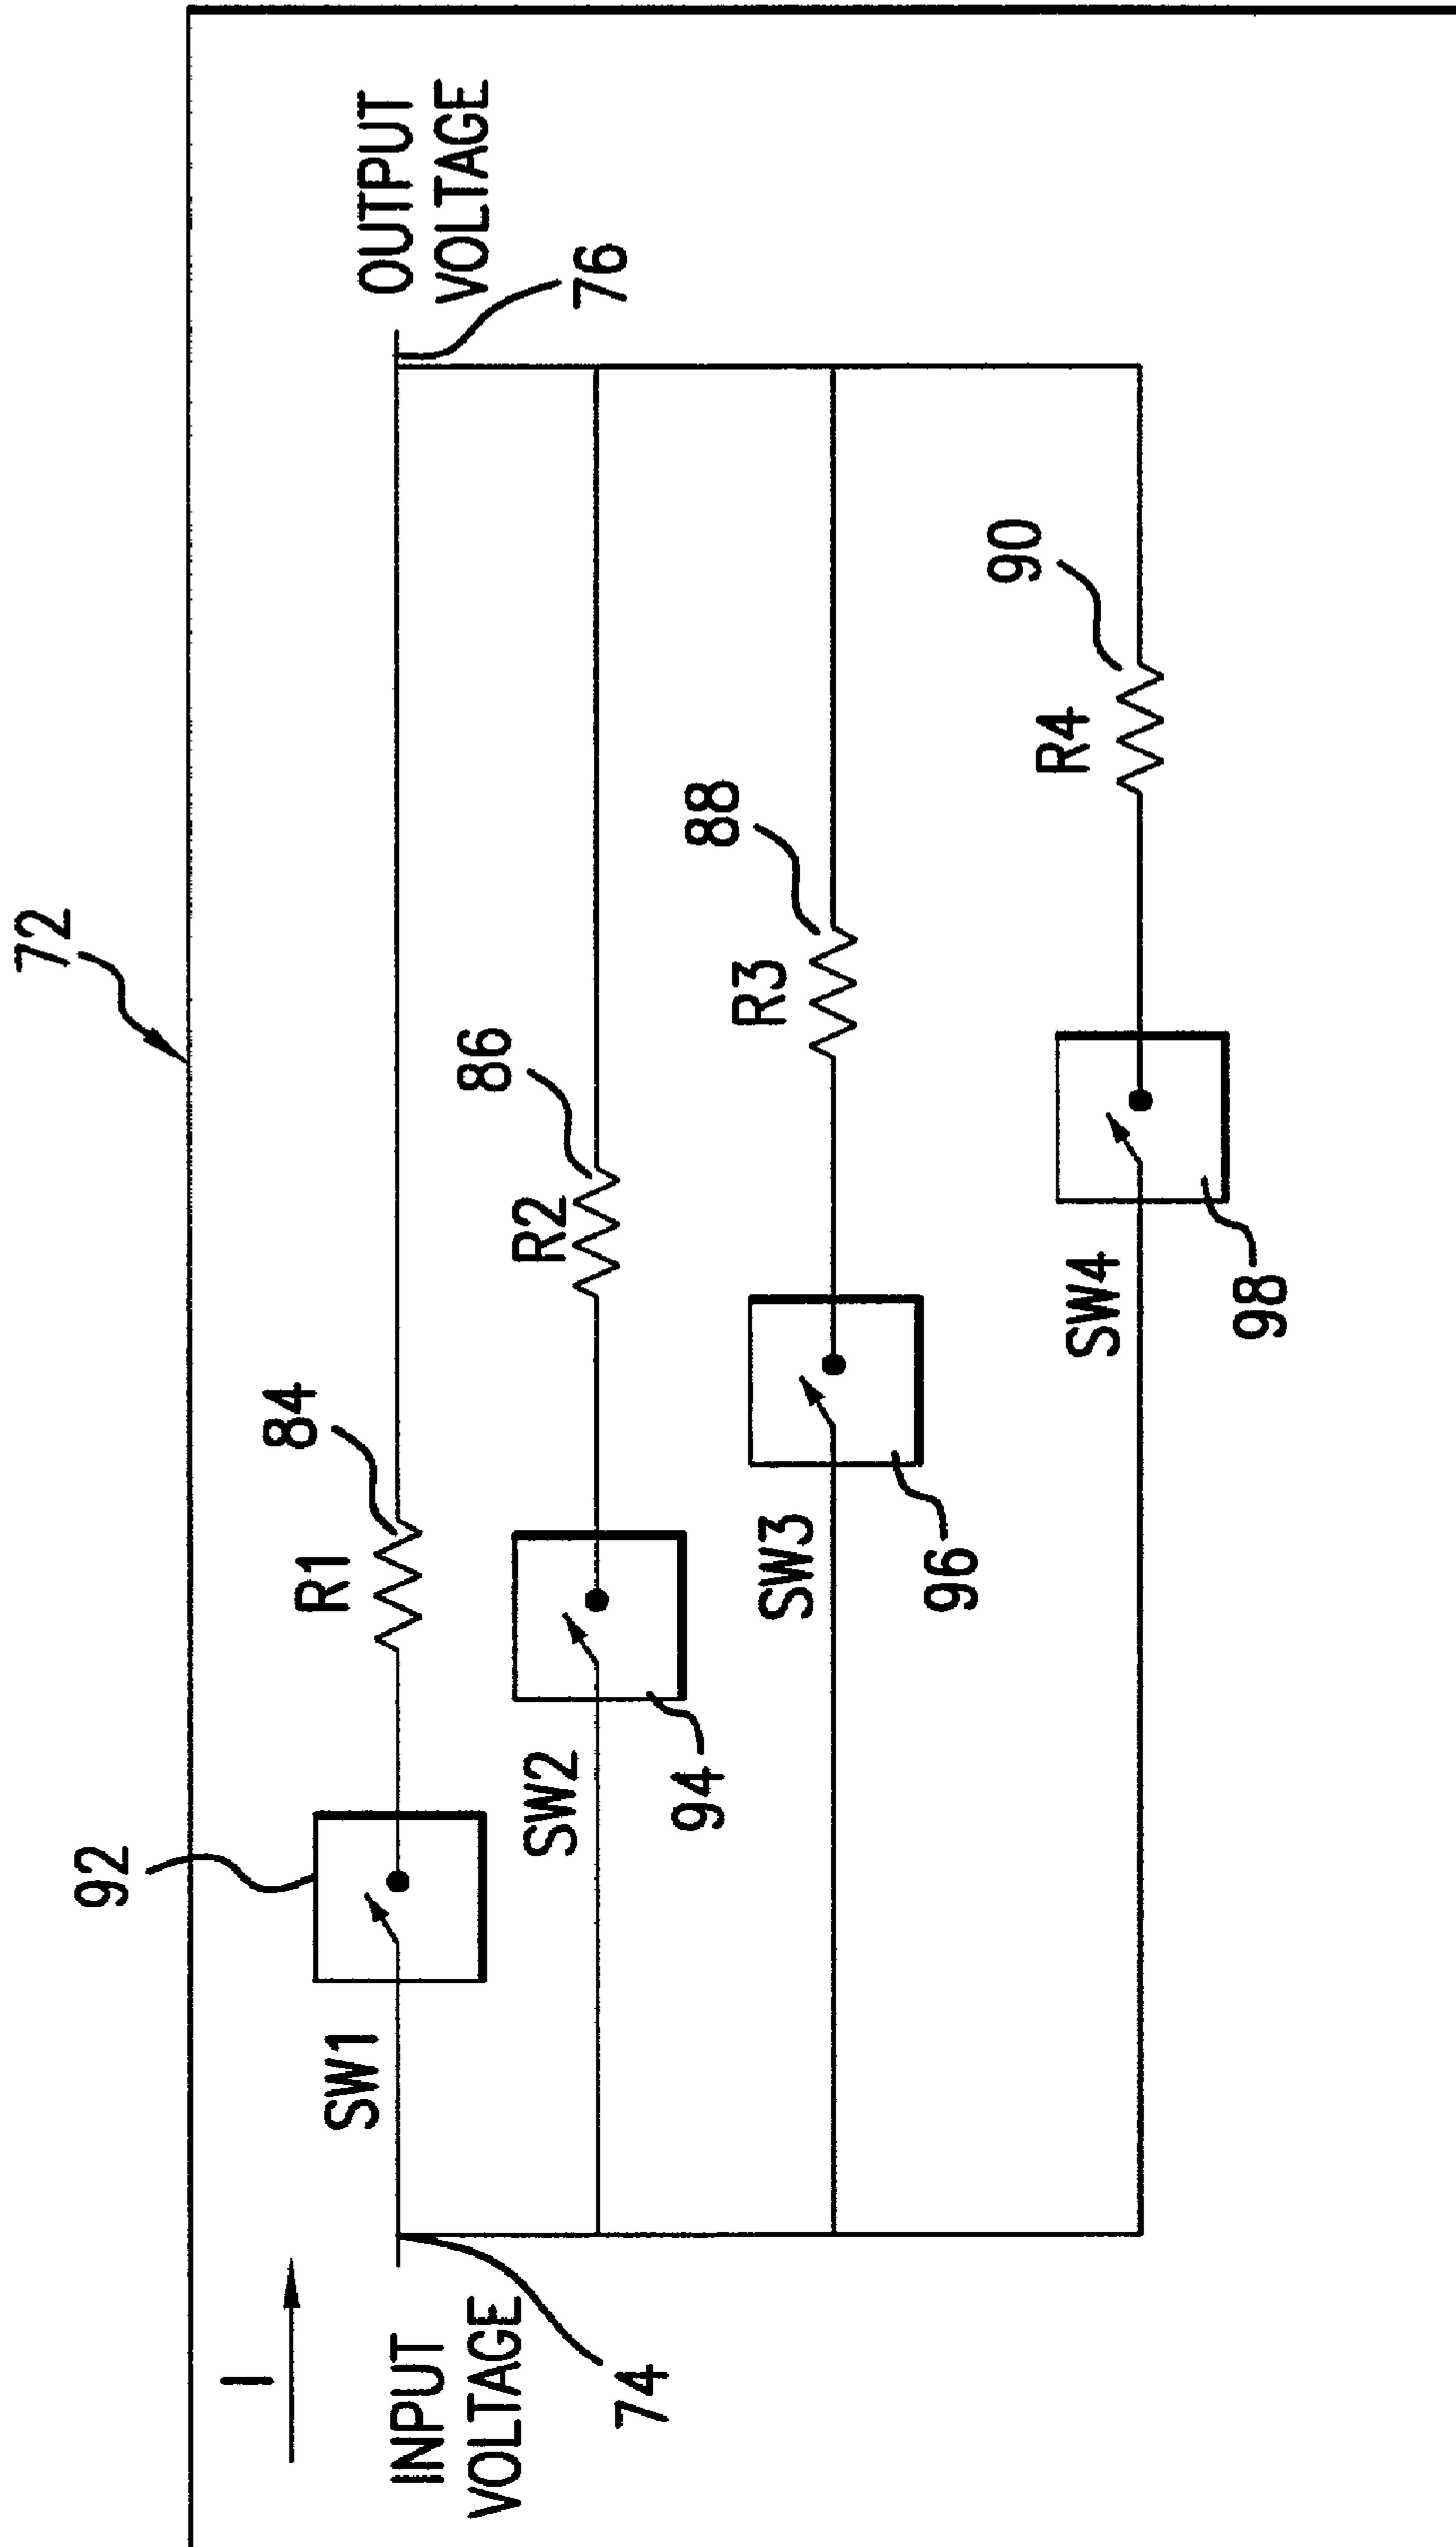 72
I
INPUT
VOLTAGE
74
SW1
92
R1
84
OUTPUT
VOLTAGE
76
SW2
94
R2
86
SW3
96
R3
88
SW4
98
R4
90